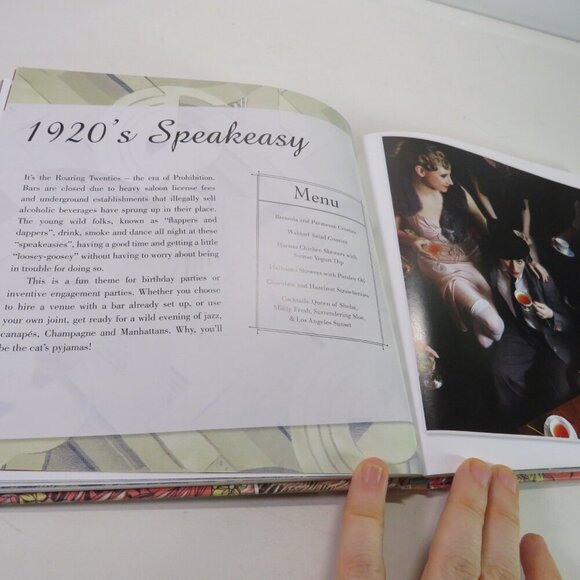 1920's Speakeasy
It's the Roaring Twenties – the era of Prohibition.
Bars are closed due to heavy saloon license fees
and underground establishments that illegally sell
alcoholic beverages have sprung up in their place.
The young wild folks, known as "flappers and
dappers", drink, smoke and dance all night at these
"speakeasies", having a good time and getting a little
"loosey-goosey" without having to worry about being
in trouble for doing so.
This is a fun theme for birthday parties or
inventive engagement parties. Whether you choose
to hire a venue with a bar already set up, or use
your own joint, get ready for a wild evening of jazz,
canapés, Champagne and Manhattans. Why, you'll
be the cat's pyjamas!
Menu
and Parmesan Crostata
Waldorf Salad Crostata
Harissa Chicken Skewers with
Yogurt Dip
Skewers with Parsley Oil
Chocolate and Hazelnut Strawberries
Cocktails: Queen of Sheba,
Minty Fresh, Surrendering Sloe,
& Los Angeles Sunset